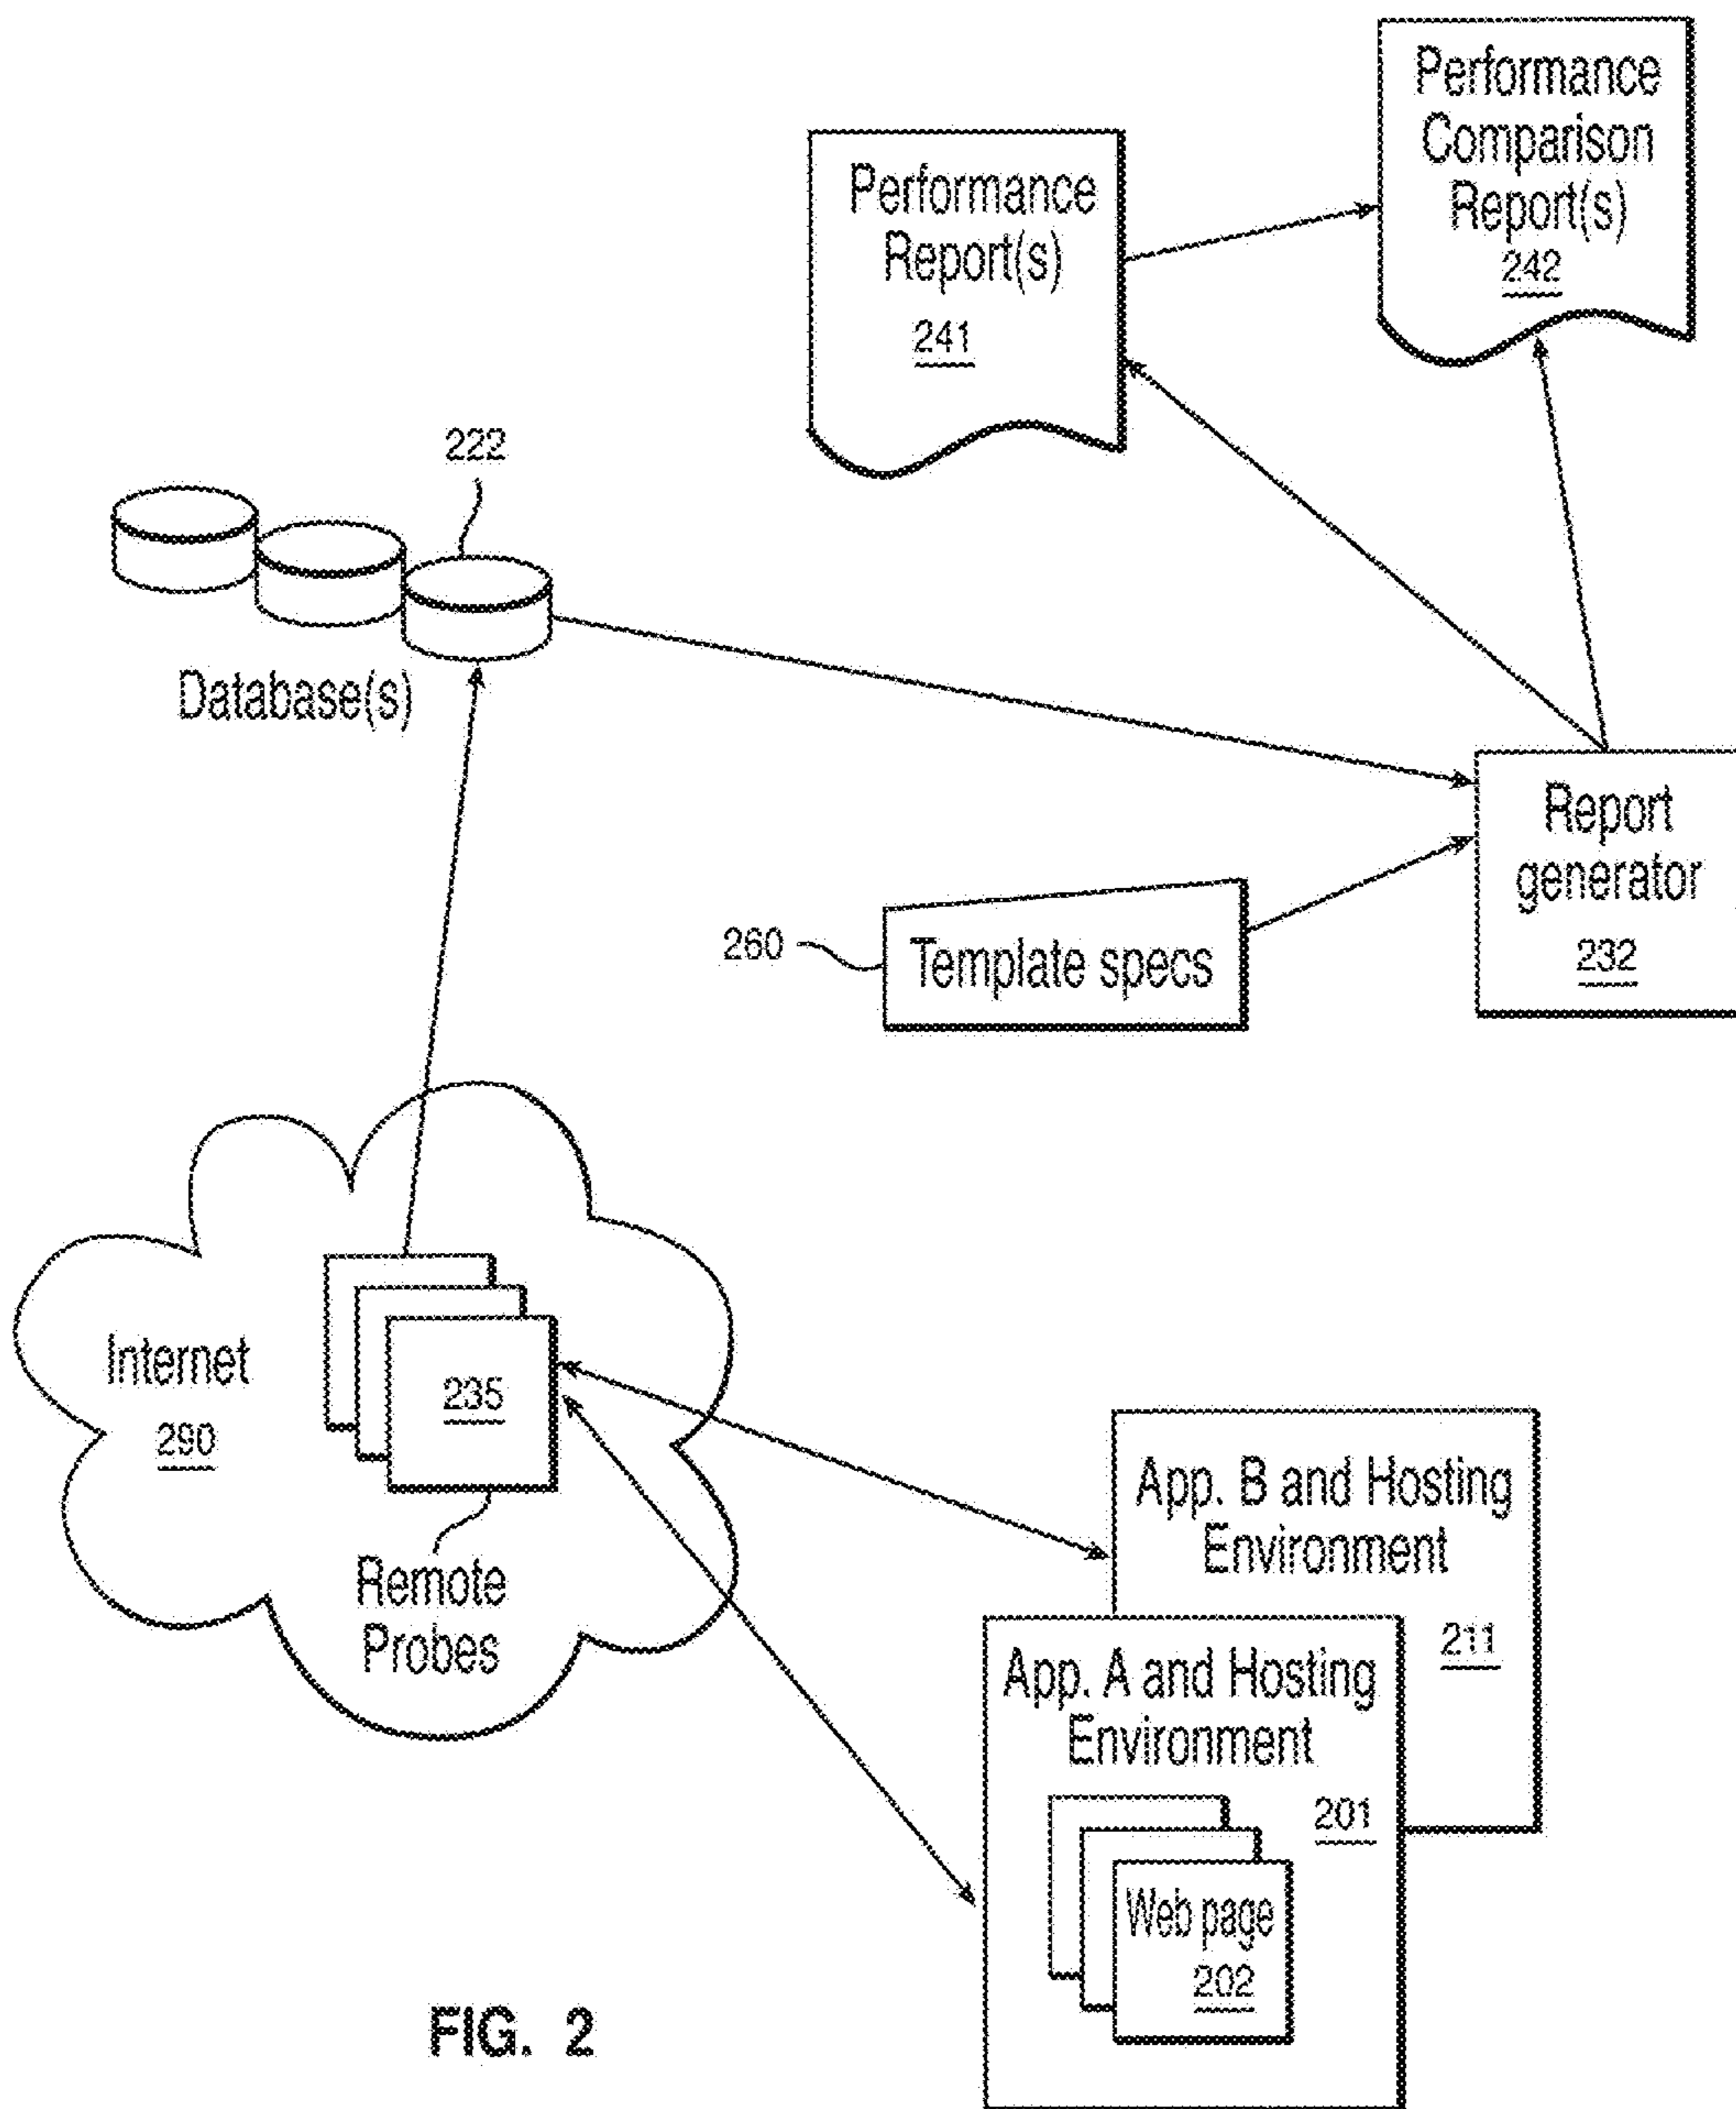 Performance
Comparison
Report(s)
242
Performance
Report(s)
241
222
Database(s)
Report
generator
232
260
Template specs
Internet
290
235
Remote
Probes
App. B and Hosting
Environment
211
App. A and Hosting
Environment
201
Web page
202
FIG. 2